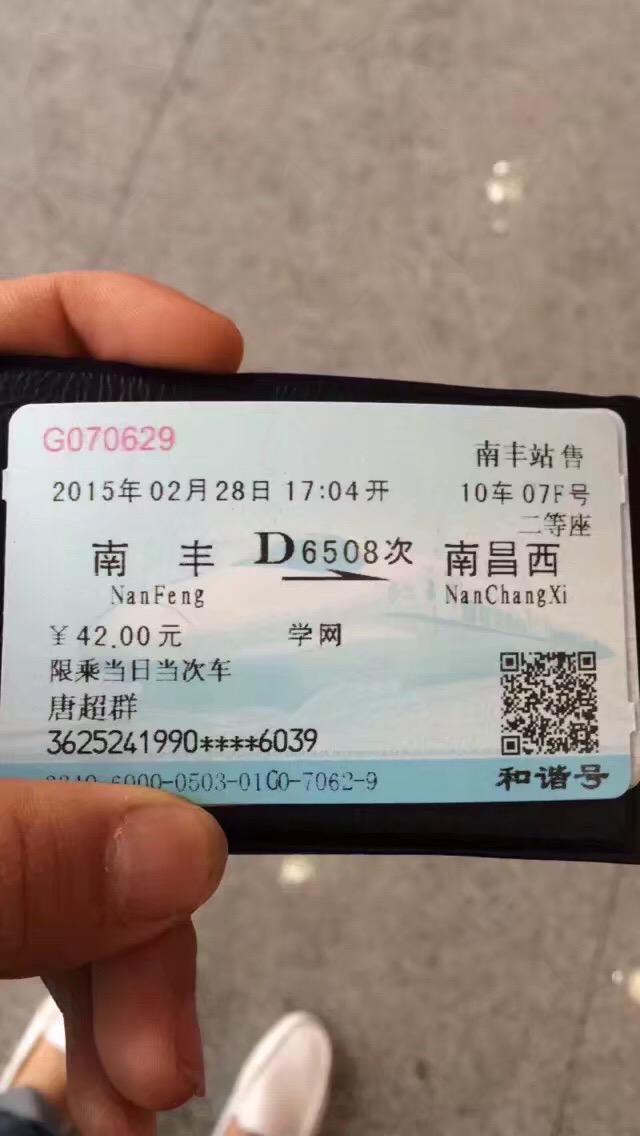 G070629
南丰站售
2015年02月28日 17:04开 10车 07F号
二等座
南丰 D6508次 南昌西
NanFeng NanChangXi
￥42.00元 学网
限乘当日当次车
唐超群
3625241990****6039
6000-0503-01G0-7062-9 和谐号